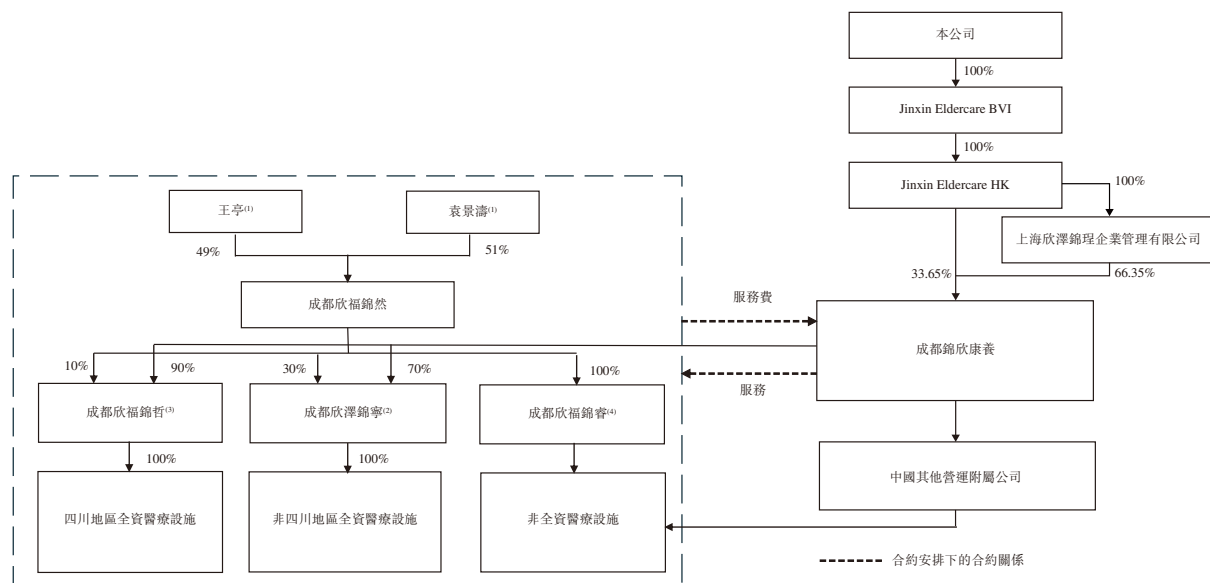 本公司
100%
Jinxin Eldercare BVI
100%
Jinxin Eldercare HK
100%
上海欣澤錦珵企業管理有限公司
33.65%
66.35%
王亭(1)
袁景濤(1)
49%
51%
成都欣福錦然
服務費
成都錦欣康養
服務
10%
90%
30%
70%
100%
成都欣福錦哲(3)
成都欣澤錦寧(2)
成都欣福錦睿(4)
100%
100%
四川地區全資醫療設施
非四川地區全資醫療設施
非全資醫療設施
中國其他營運附屬公司
合約安排下的合約關係